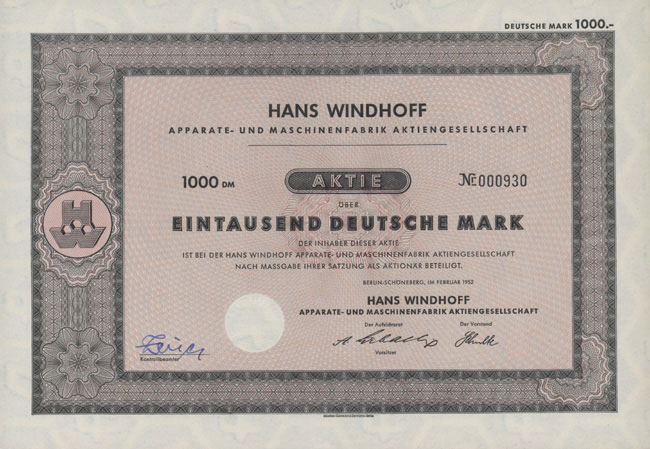 DEUTSCHE MARK 1000.-
HANS WINDHOFF
APPARATE- UND MASCHINENFABRIK AKTIENGESELLSCHAFT
1000 DM AKTIE № 000930
ÜBER
EINTAUSEND DEUTSCHE MARK
DER INHABER DIESER AKTIE
IST BEI DER HANS WINDHOFF APPARATE- UND MASCHINENFABRIK AKTIENGESELLSCHAFT
NACH MASSGABE IHRER SATZUNG ALS AKTIONÄR BETEILIGT.
BERLIN-SCHÖNEBERG, IM FEBRUAR 1952
HANS WINDHOFF
APPARATE- UND MASCHINENFABRIK AKTIENGESELLSCHAFT
Der Aufsichtsrat Der Vorstand
Vorsitzer
Kontrollbeamter
HW